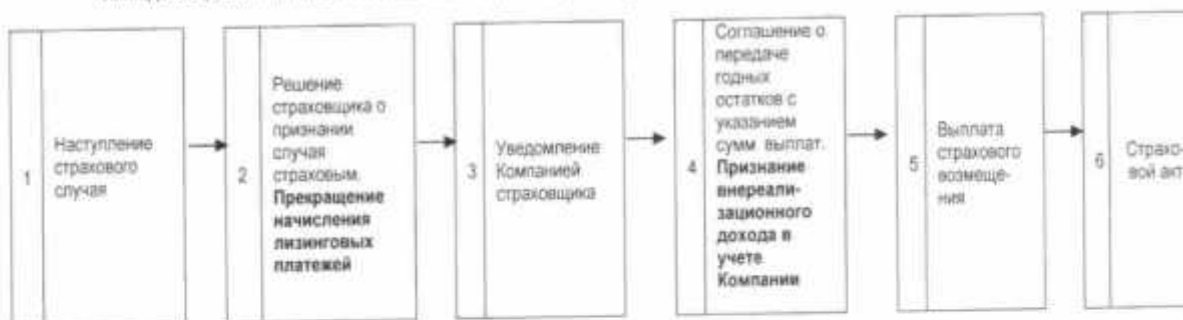 1
Наступление
страхового
случая
2
Решение
страховщика о
признании
случая
страховым.
Прекращение
начисления
лизинговых
платежей
3
Уведомление
Компанией
страховщика
4
Соглашение о
передаче
годных
остатков с
указанием
сумм выплат.
Признание
внереали-
зационного
дохода в
учете
Компании
5
Выплата
страхового
возмеще-
ния
6
Страхо-
вой акт